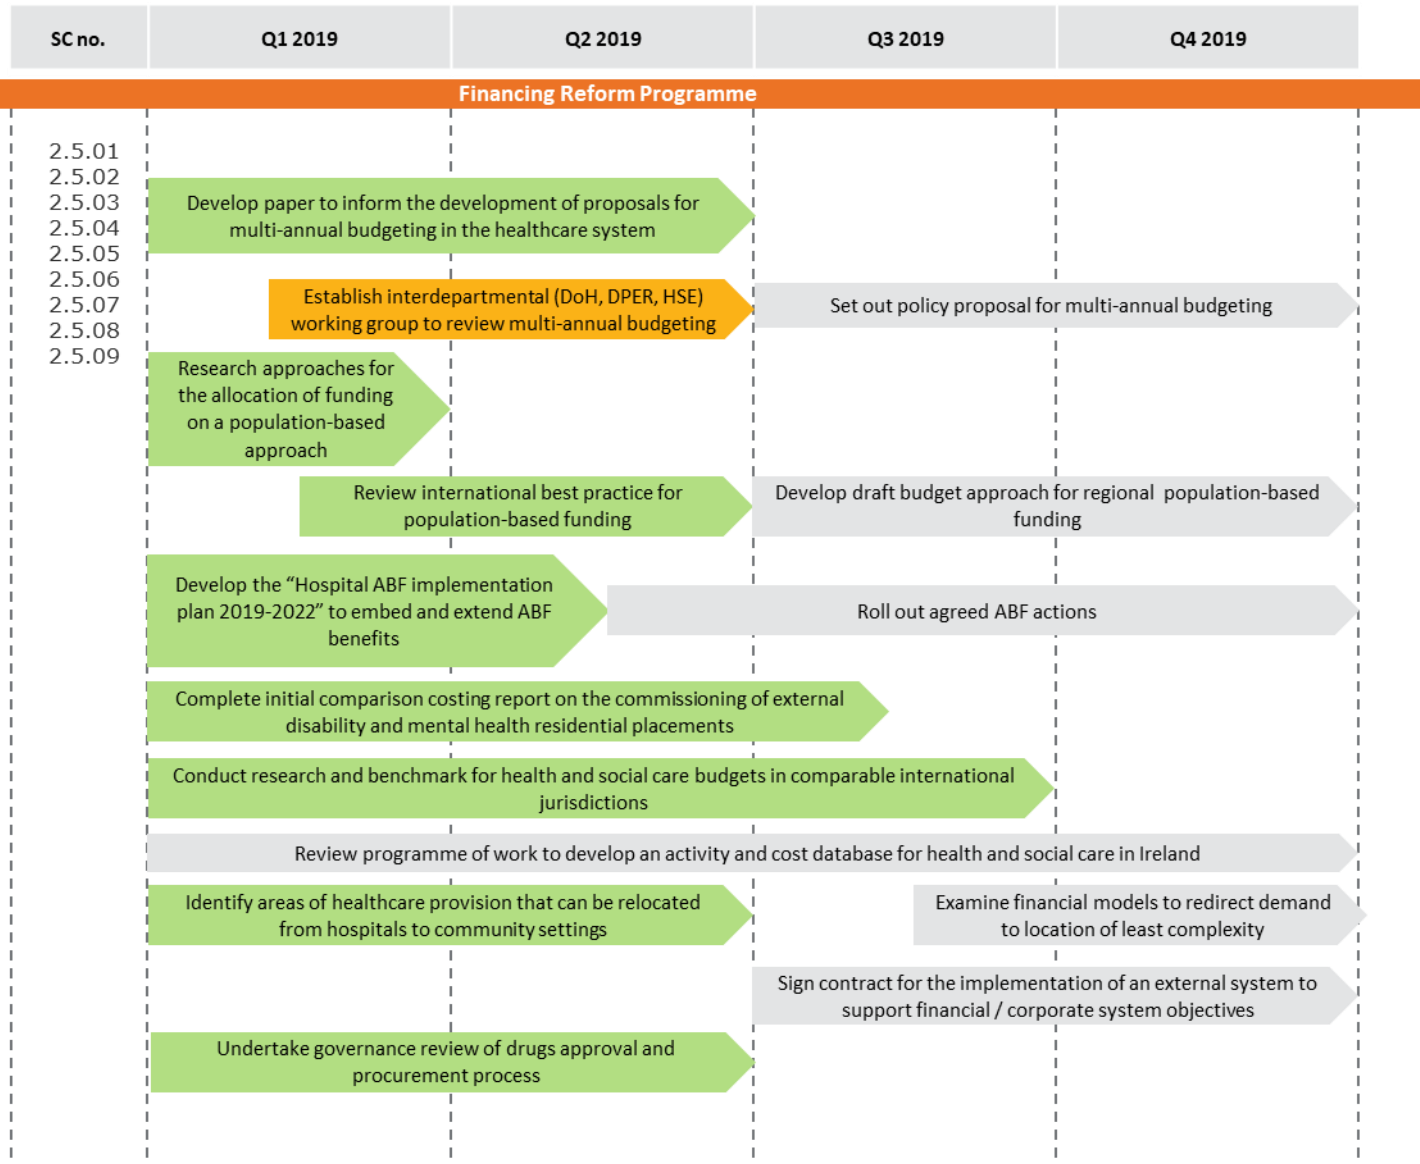 SC no.
Q1 2019
Q2 2019
Q3 2019
Q4 2019
Financing Reform Programme
2.5.01
2.5.02
2.5.03
2.5.04
2.5.05
2.5.06
2.5.07
2.5.08
2.5.09
Develop paper to inform the development of proposals for
multi-annual budgeting in the healthcare system
Establish interdepartmental (DoH, DPER, HSE)
working group to review multi-annual budgeting
Set out policy proposal for multi-annual budgeting
Research approaches for
the allocation of funding
on a population-based
approach
Review international best practice for
population-based funding
Develop draft budget approach for regional population-based
funding
Develop the “Hospital ABF implementation
plan 2019-2022” to embed and extend ABF
benefits
Roll out agreed ABF actions
Complete initial comparison costing report on the commissioning of external
disability and mental health residential placements
Conduct research and benchmark for health and social care budgets in comparable international
jurisdictions
Review programme of work to develop an activity and cost database for health and social care in Ireland
Identify areas of healthcare provision that can be relocated
from hospitals to community settings
Examine financial models to redirect demand
to location of least complexity
Sign contract for the implementation of an external system to
support financial / corporate system objectives
Undertake governance review of drugs approval and
procurement process